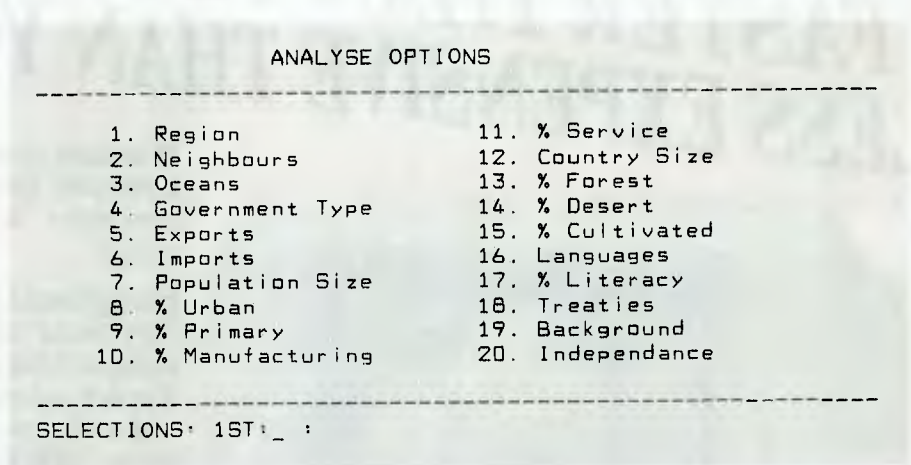 ANALYSE OPTIONS
1. Region
2. Neighbours
3. Oceans
4. Government Type
5. Exports
6. Imports
7. Population Size
8. % Urban
9. % Primary
10. % Manufacturing
11. % Service
12. Country Size
13. % Forest
14. % Desert
15. % Cultivated
16. Languages
17. % Literacy
18. Treaties
19. Background
20. Independance
SELECTIONS: 1ST:_ :